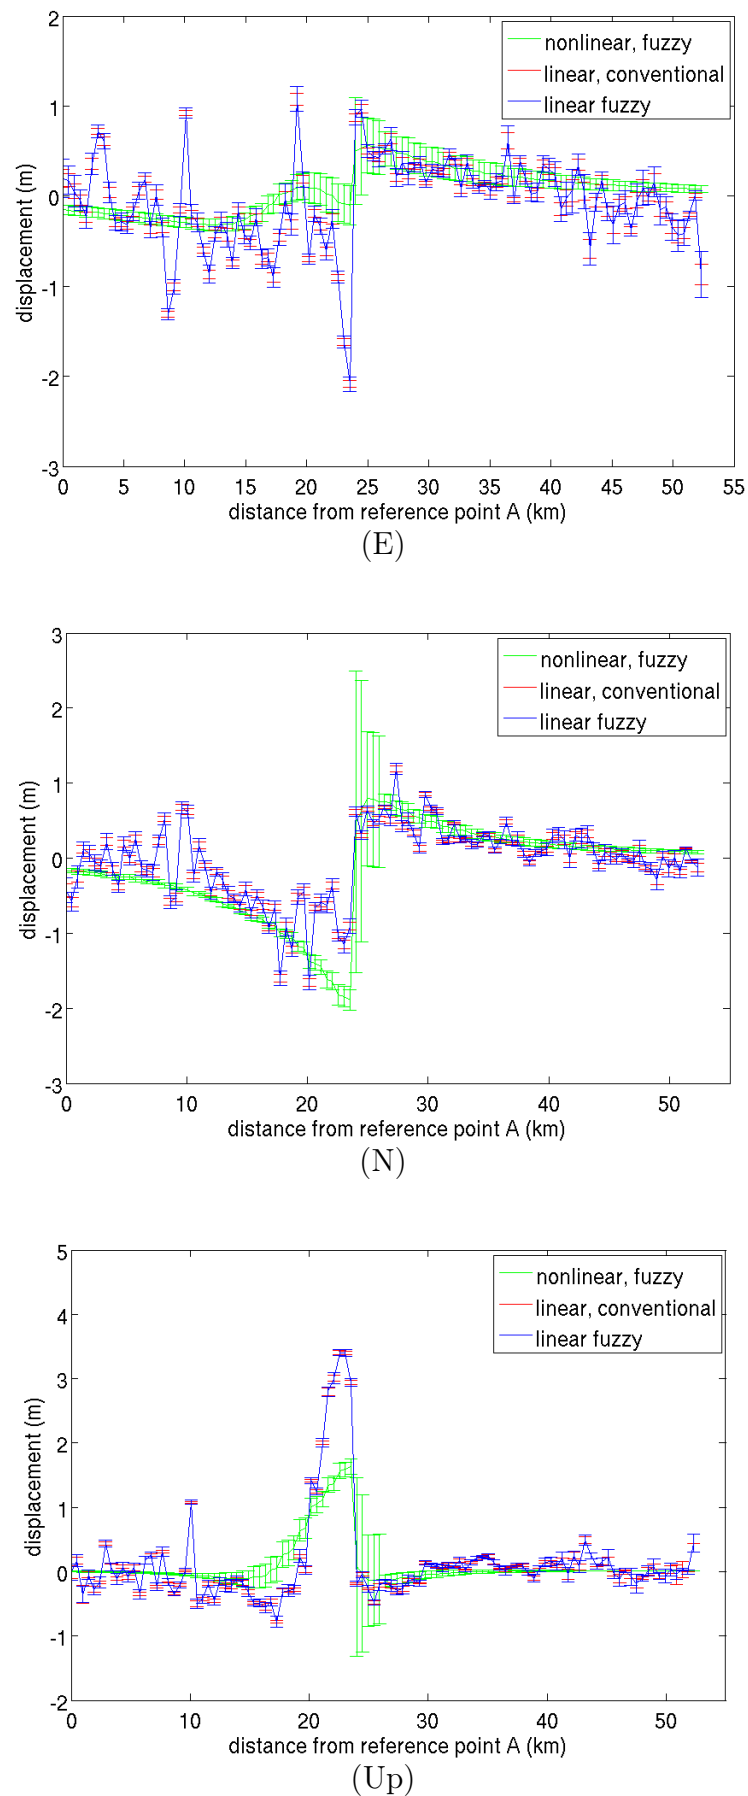 2
1
0
-1
-2
-3
displacement (m)
nonlinear, fuzzy
linear, conventional
linear fuzzy
0 5 10 15 20 25 30 35 40 45 50 55
distance from reference point A (km)
(E)
3
2
1
0
-1
-2
-3
displacement (m)
nonlinear, fuzzy
linear, conventional
linear fuzzy
0 10 20 30 40 50
distance from reference point A (km)
(N)
5
4
3
2
1
0
-1
-2
displacement (m)
nonlinear, fuzzy
linear, conventional
linear fuzzy
0 10 20 30 40 50
distance from reference point A (km)
(Up)